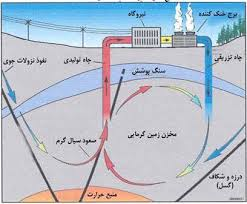 نیروگاه
برج خنک کننده
نفوذ نزولات جوی
چاه تولیدی
چاه تزریقی
سنگ پوشش
صعود سیال گرم
مخزن زمین گرمایی
منبع حرارت
درزه و شکاف
(گسل)